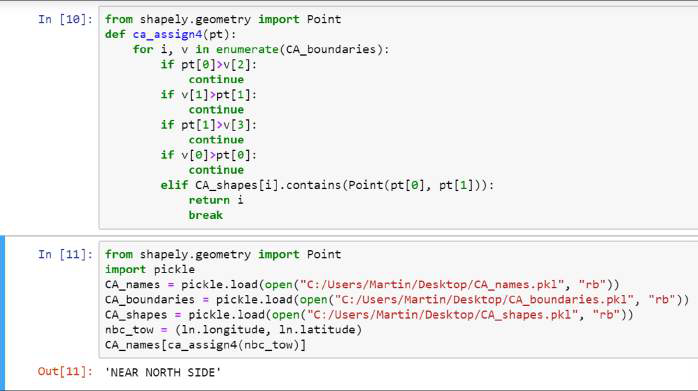 In [10]: from shapely.geometry import Point
def ca_assign4(pt):
    for i, v in enumerate(CA_boundaries):
        if pt[0]>v[2]:
            continue
        if v[1]>pt[1]:
            continue
        if pt[1]>v[3]:
            continue
        if v[0]>pt[0]:
            continue
        elif CA_shapes[i].contains(Point(pt[0], pt[1])):
            return i
            break
In [11]: from shapely.geometry import Point
import pickle
CA_names = pickle.load(open("C:/Users/Martin/Desktop/CA_names.pkl", "rb"))
CA_boundaries = pickle.load(open("C:/Users/Martin/Desktop/CA_boundaries.pkl", "rb"))
CA_shapes = pickle.load(open("C:/Users/Martin/Desktop/CA_shapes.pkl", "rb"))
nbc_tow = (ln.longitude, ln.latitude)
CA_names[ca_assign4(nbc_tow)]
Out[11]: 'NEAR NORTH SIDE'